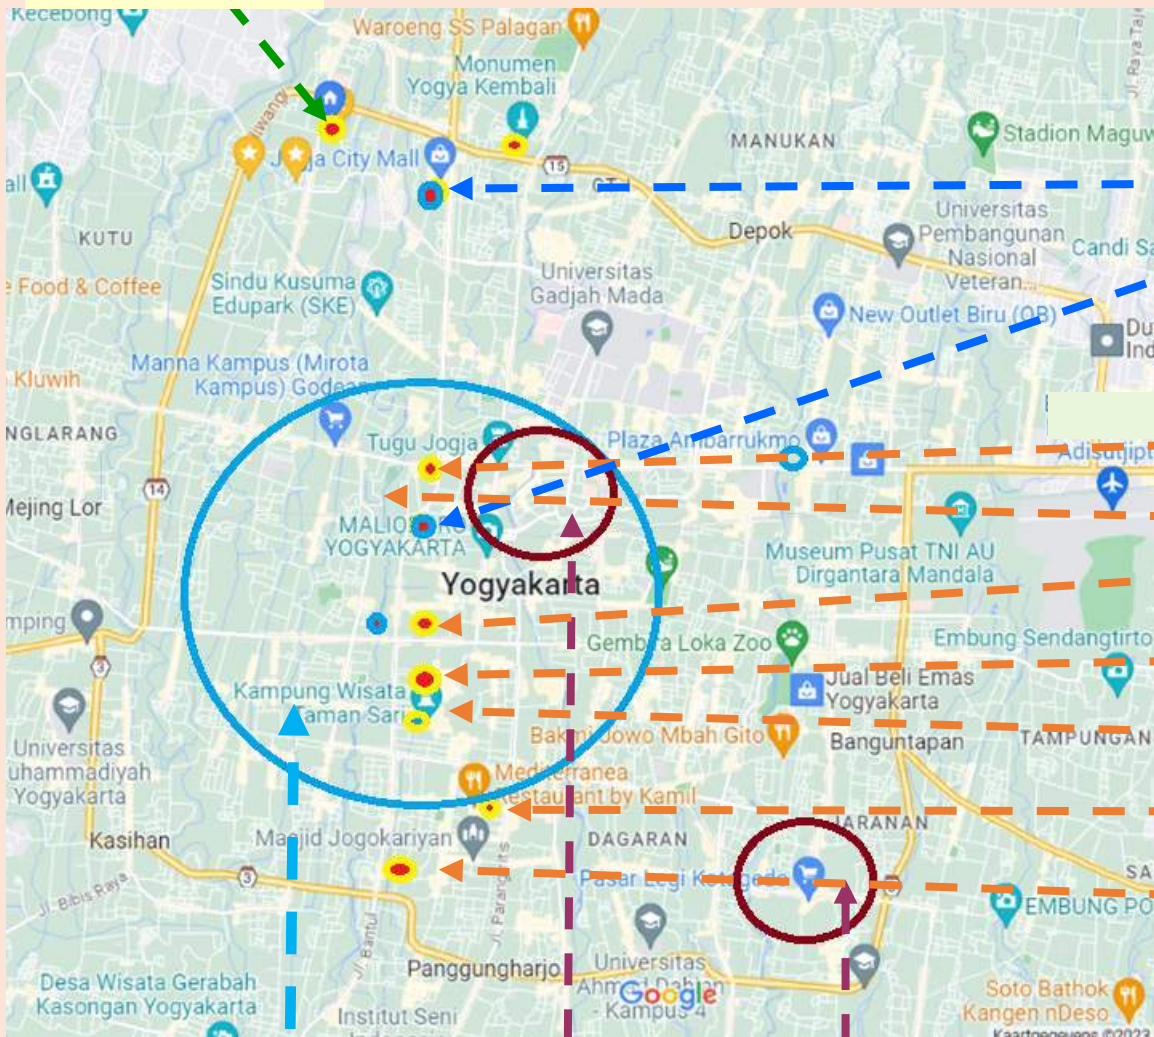 Kecebong
Waroeng SS Palagan
Monumen
Yogya Kembali
MANUKAN
Stadion Maguw
Jl. Raya Taje
City Mall
15
all
KUTU
Depok
Universitas
Pembangunan
Nasional
Veteran...
Candi Sa
Food & Coffee
Sindu Kusuma
Edupark (SKE)
Universitas
Gadjah Mada
New Outlet Biru (OB)
Du
Ind
Manna Kampus (Mirota
Kampus)
Kluwih
NGLARANG
Tugu Jogja
Plaza Ambarrukmo
Adisutjipt
14
Mejing Lor
YOGYAKARTA
Museum Pusat TNI AU
Dirgantara Mandala
Yogyakarta
mping
Gembira Loka Zoo
Embung Sendangtirto
3
Kampung Wisata
Taman Sari
Jual Beli Emas
Yogyakarta
Bakmi Jowo Mbah Gito
Banguntapan
TAMPUNGAN
Universitas
uhammadiyah
Yogyakarta
Mediterranea
Restaurant by Kamil
Kasihan
Masjid Jogokariyan
DAGARAN
JARANAN
3
Pasar Legi Kotagede
SA
Jl. Bibis Raya
Jl. Bantul
EMBUNG PO
Panggungharjo
Universitas
Ahmad Dahlan
- Kampus 4
Google
Desa Wisata Gerabah
Kasongan Yogyakarta
Institut Seni
Soto Bathok
Kangen nDeso
Kaartgegevens ©2023